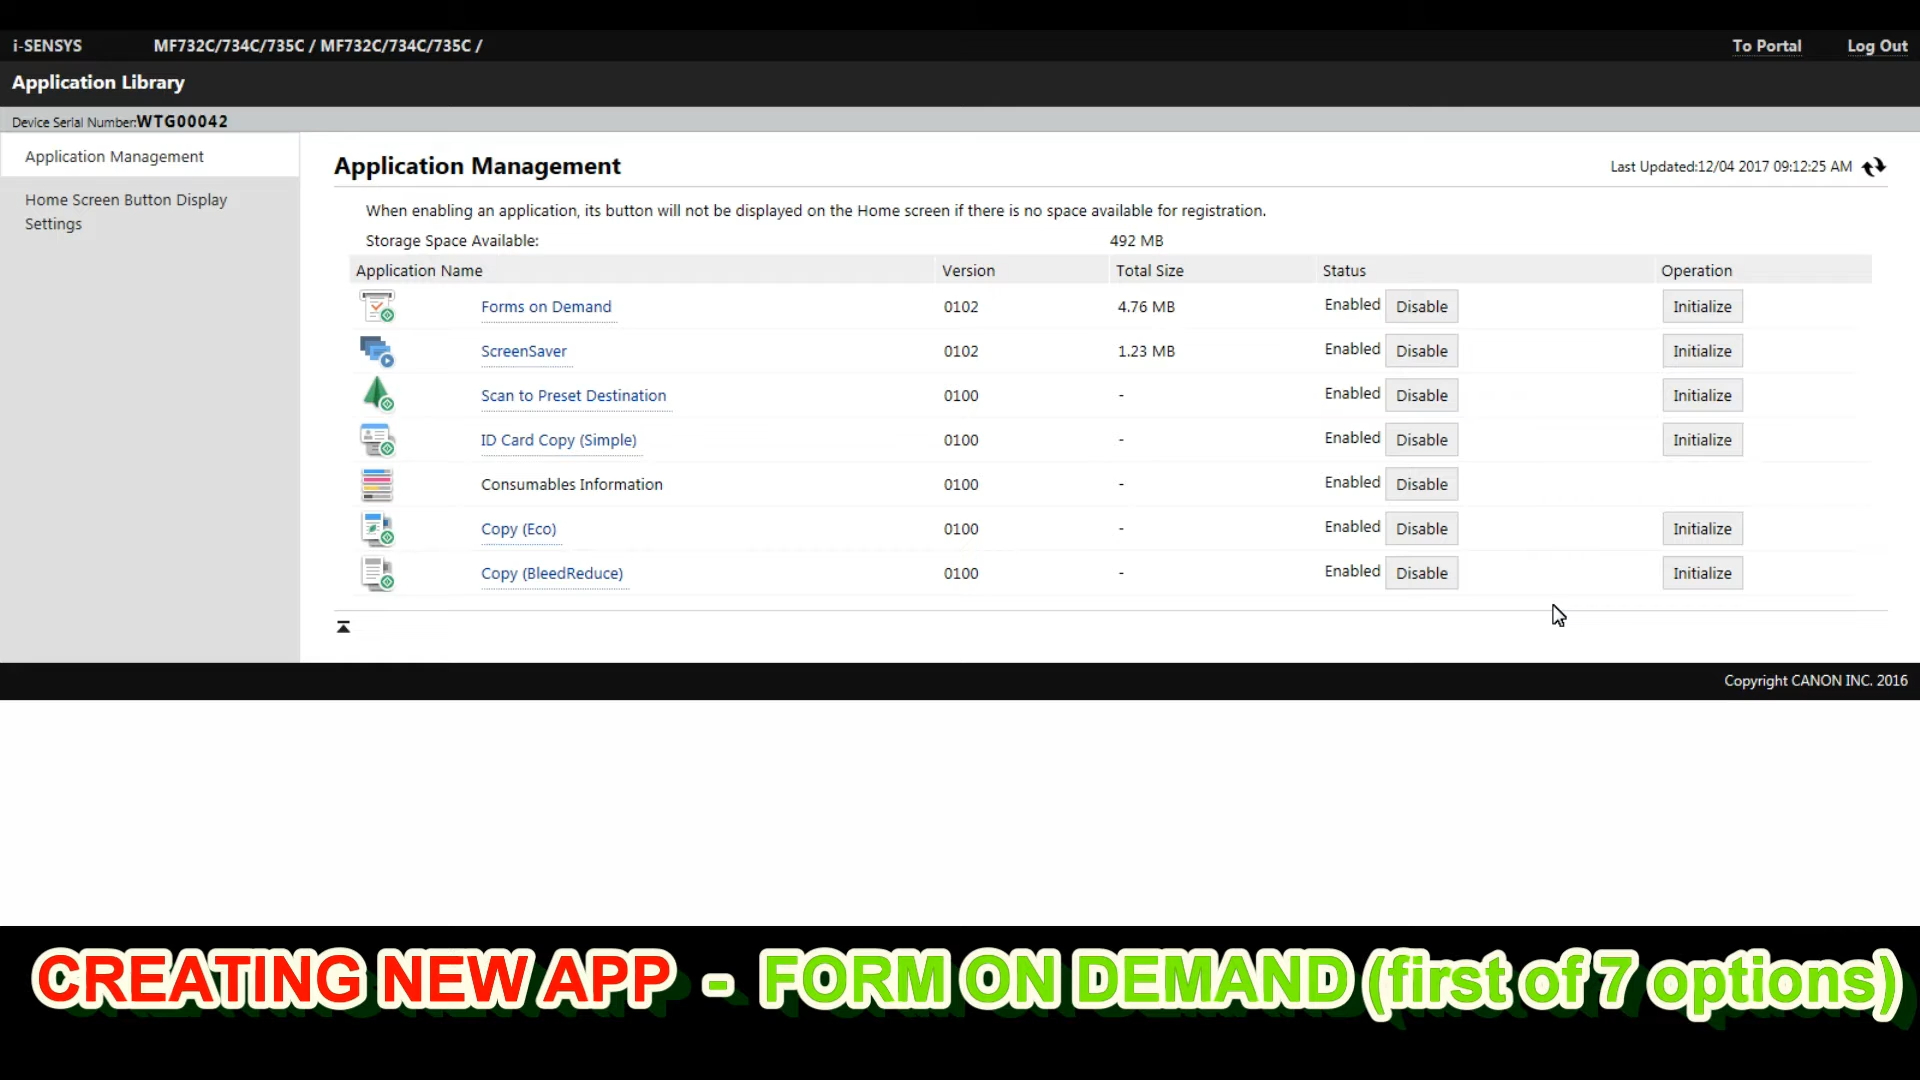 i-SENSYS MF732C/734C/735C / MF732C/734C/735C / To Portal Log Out
Application Library
Device Serial Number:WTG00042
Application Management
Home Screen Button Display
Settings
Application Management Last Updated:12/04 2017 09:12:25 AM
When enabling an application, its button will not be displayed on the Home screen if there is no space available for registration.
Storage Space Available: 492 MB
Application Name Version Total Size Status Operation
Forms on Demand 0102 4.76 MB Enabled Disable Initialize
ScreenSaver 0102 1.23 MB Enabled Disable Initialize
Scan to Preset Destination 0100 - Enabled Disable Initialize
ID Card Copy (Simple) 0100 - Enabled Disable Initialize
Consumables Information 0100 - Enabled Disable
Copy (Eco) 0100 - Enabled Disable Initialize
Copy (BleedReduce) 0100 - Enabled Disable Initialize
Copyright CANON INC. 2016
CREATING NEW APP - FORM ON DEMAND (first of 7 options)